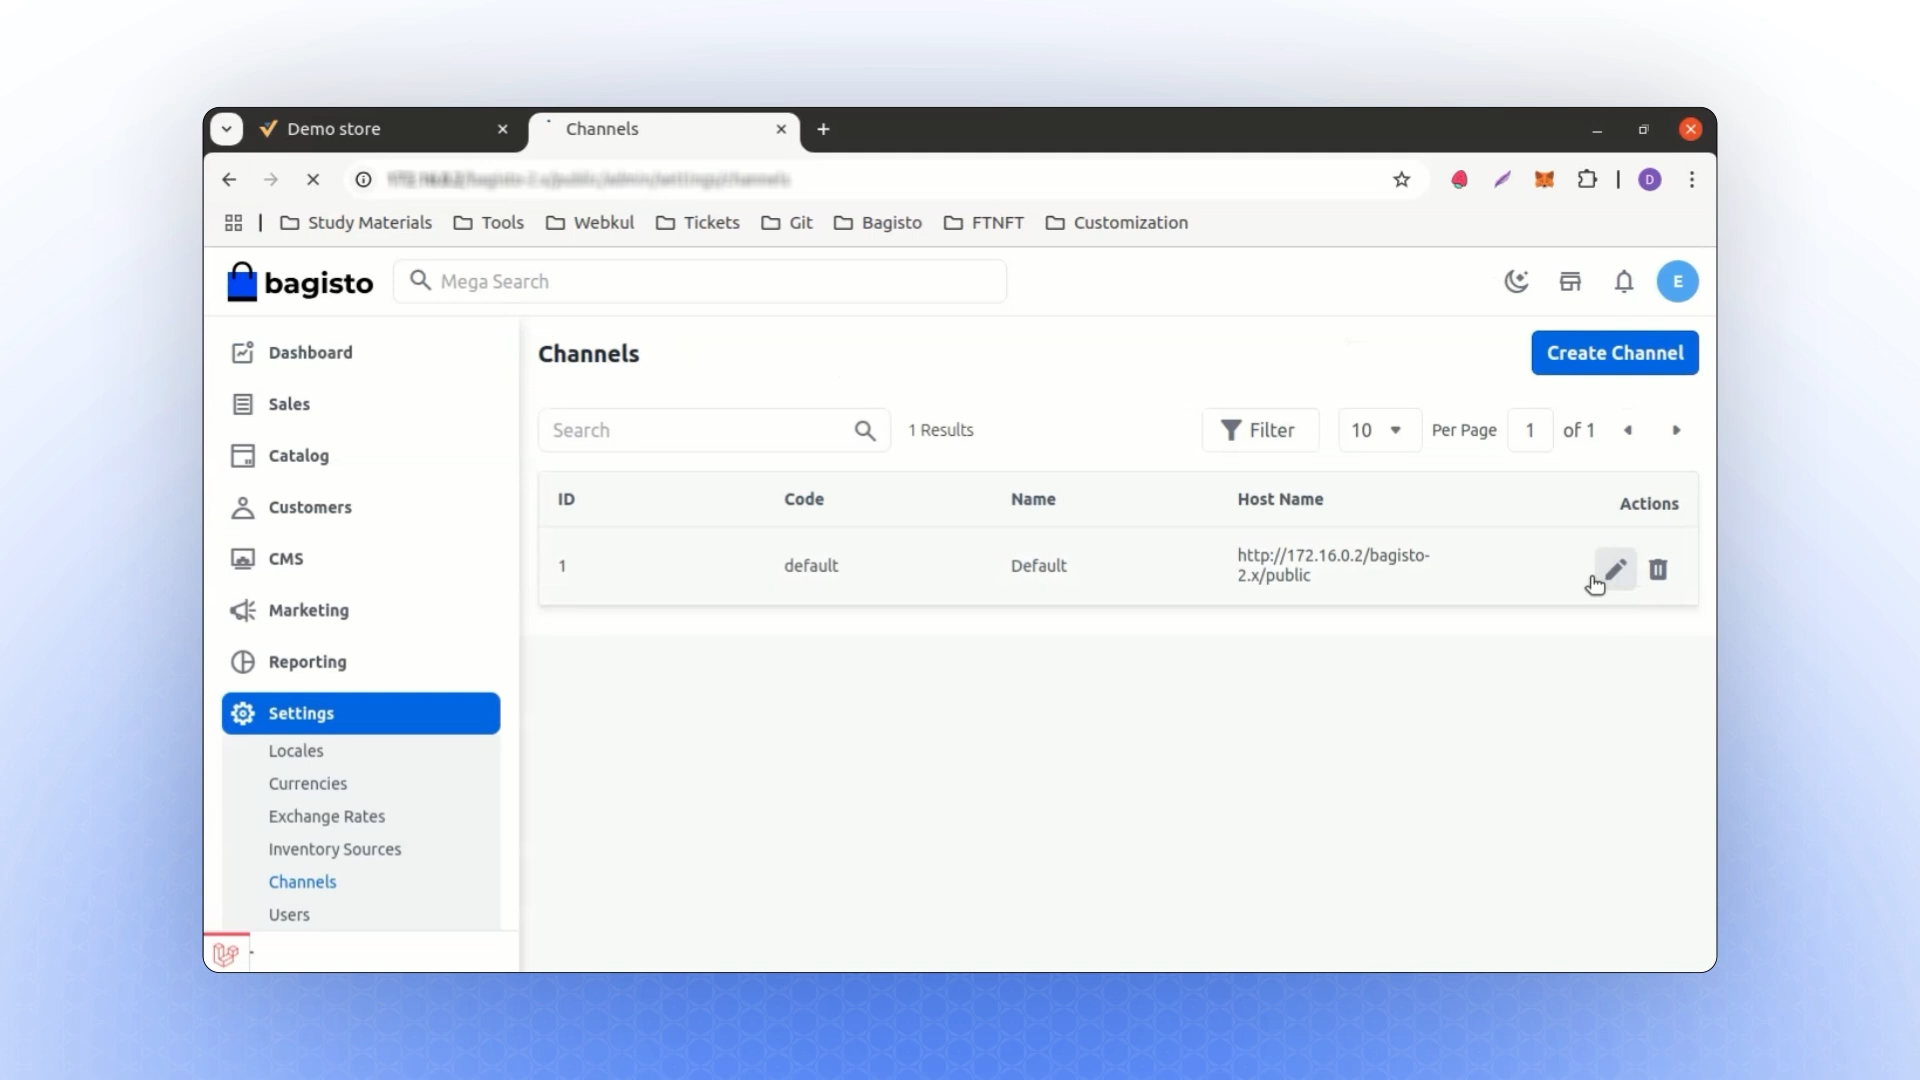 Demo store
Channels
Study Materials
Tools
Webkul
Tickets
Git
Bagisto
FTNFT
Customization
bagisto
Mega Search
E
D
Dashboard
Sales
Catalog
Customers
CMS
Marketing
Reporting
Settings
Locales
Currencies
Exchange Rates
Inventory Sources
Channels
Users
Channels
Create Channel
Search
1 Results
Filter
10
Per Page
1
of 1
ID
Code
Name
Host Name
Actions
1
default
Default
http://172.16.0.2/bagisto-
2.x/public